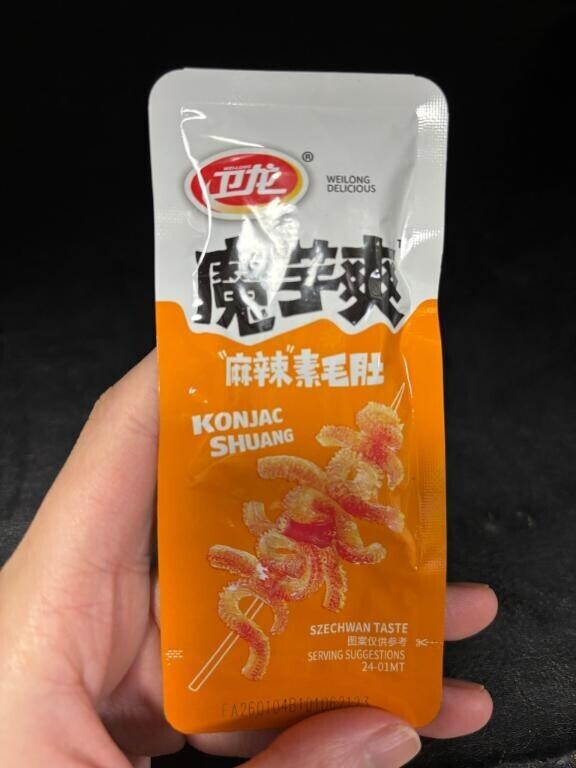 WEILONG
卫龙®
WEILONG
DELICIOUS
魔芋爽
"麻辣"素毛肚
KONJAC
SHUANG
SZECHWAN TASTE
图案仅供参考
SERVING SUGGESTIONS
24-01MT
FA260104B101062123